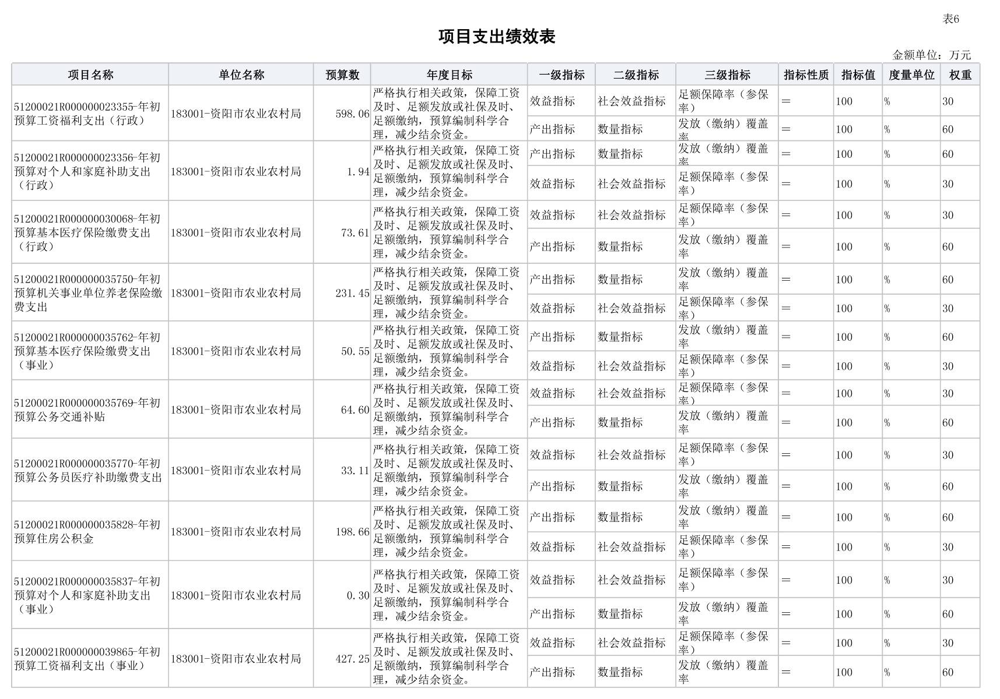 表6
项目支出绩效表
金额单位：万元
项目名称 单位名称 预算数 年度目标 一级指标 二级指标 三级指标 指标性质 指标值 度量单位 权重
51200021R000000023355-年初
预算工资福利支出（行政）
183001-资阳市农业农村局
598.06
严格执行相关政策，保障工资
及时、足额发放或社保及时、
足额缴纳，预算编制科学合
理，减少结余资金。
效益指标 社会效益指标 足额保障率（参保
率） ＝ 100 % 30
产出指标 数量指标 发放（缴纳）覆盖
率 ＝ 100 % 60
51200021R000000023356-年初
预算对个人和家庭补助支出
（行政）
183001-资阳市农业农村局
1.94
严格执行相关政策，保障工资
及时、足额发放或社保及时、
足额缴纳，预算编制科学合
理，减少结余资金。
产出指标 数量指标 发放（缴纳）覆盖
率 ＝ 100 % 60
效益指标 社会效益指标 足额保障率（参保
率） ＝ 100 % 30
51200021R000000030068-年初
预算基本医疗保险缴费支出
（行政）
183001-资阳市农业农村局
73.61
严格执行相关政策，保障工资
及时、足额发放或社保及时、
足额缴纳，预算编制科学合
理，减少结余资金。
效益指标 社会效益指标 足额保障率（参保
率） ＝ 100 % 30
产出指标 数量指标 发放（缴纳）覆盖
率 ＝ 100 % 60
51200021R000000035750-年初
预算机关事业单位养老保险缴
费支出
183001-资阳市农业农村局
231.45
严格执行相关政策，保障工资
及时、足额发放或社保及时、
足额缴纳，预算编制科学合
理，减少结余资金。
产出指标 数量指标 发放（缴纳）覆盖
率 ＝ 100 % 60
效益指标 社会效益指标 足额保障率（参保
率） ＝ 100 % 30
51200021R000000035762-年初
预算基本医疗保险缴费支出
（事业）
183001-资阳市农业农村局
50.55
严格执行相关政策，保障工资
及时、足额发放或社保及时、
足额缴纳，预算编制科学合
理，减少结余资金。
产出指标 数量指标 发放（缴纳）覆盖
率 ＝ 100 % 60
效益指标 社会效益指标 足额保障率（参保
率） ＝ 100 % 30
51200021R000000035769-年初
预算公务交通补贴
183001-资阳市农业农村局
64.60
严格执行相关政策，保障工资
及时、足额发放或社保及时、
足额缴纳，预算编制科学合
理，减少结余资金。
效益指标 社会效益指标 足额保障率（参保
率） ＝ 100 % 30
产出指标 数量指标 发放（缴纳）覆盖
率 ＝ 100 % 60
51200021R000000035770-年初
预算公务员医疗补助缴费支出
183001-资阳市农业农村局
33.11
严格执行相关政策，保障工资
及时、足额发放或社保及时、
足额缴纳，预算编制科学合
理，减少结余资金。
效益指标 社会效益指标 足额保障率（参保
率） ＝ 100 % 30
产出指标 数量指标 发放（缴纳）覆盖
率 ＝ 100 % 60
51200021R000000035828-年初
预算住房公积金
183001-资阳市农业农村局
198.66
严格执行相关政策，保障工资
及时、足额发放或社保及时、
足额缴纳，预算编制科学合
理，减少结余资金。
产出指标 数量指标 发放（缴纳）覆盖
率 ＝ 100 % 60
效益指标 社会效益指标 足额保障率（参保
率） ＝ 100 % 30
51200021R000000035837-年初
预算对个人和家庭补助支出
（事业）
183001-资阳市农业农村局
0.30
严格执行相关政策，保障工资
及时、足额发放或社保及时、
足额缴纳，预算编制科学合
理，减少结余资金。
效益指标 社会效益指标 足额保障率（参保
率） ＝ 100 % 30
产出指标 数量指标 发放（缴纳）覆盖
率 ＝ 100 % 60
51200021R000000039865-年初
预算工资福利支出（事业）
183001-资阳市农业农村局
427.25
严格执行相关政策，保障工资
及时、足额发放或社保及时、
足额缴纳，预算编制科学合
理，减少结余资金。
效益指标 社会效益指标 足额保障率（参保
率） ＝ 100 % 30
产出指标 数量指标 发放（缴纳）覆盖
率 ＝ 100 % 60